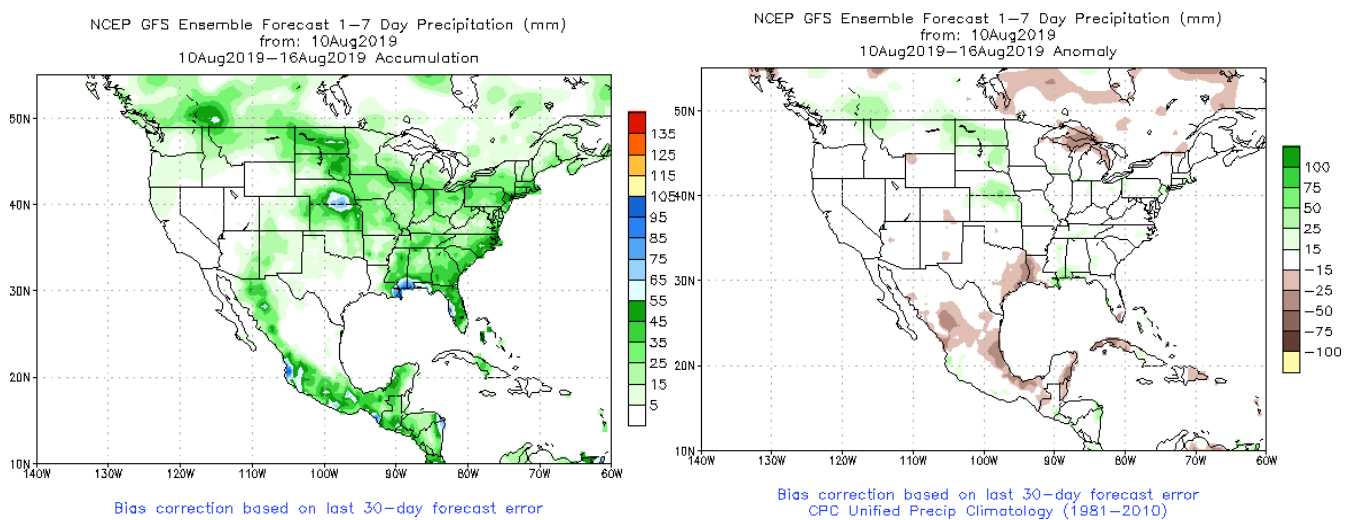 NCEP GFS Ensemble Forecast 1−7 Day Precipitation (mm)
from: 10Aug2019
10Aug2019−16Aug2019 Accumulation
50N
40N
30N
20N
10N
140W
130W
120W
110W
100W
90W
80W
70W
60W
135
125
115
105
95
85
75
65
55
45
35
25
15
5
Bias correction based on last 30−day forecast error
NCEP GFS Ensemble Forecast 1−7 Day Precipitation (mm)
from: 10Aug2019
10Aug2019−16Aug2019 Anomaly
50N
40N
30N
20N
10N
140W
130W
120W
110W
100W
90W
80W
70W
60W
100
75
50
25
15
−15
−25
−50
−75
−100
Bias correction based on last 30−day forecast error
CPC Unified Precip Climatology (1981−2010)